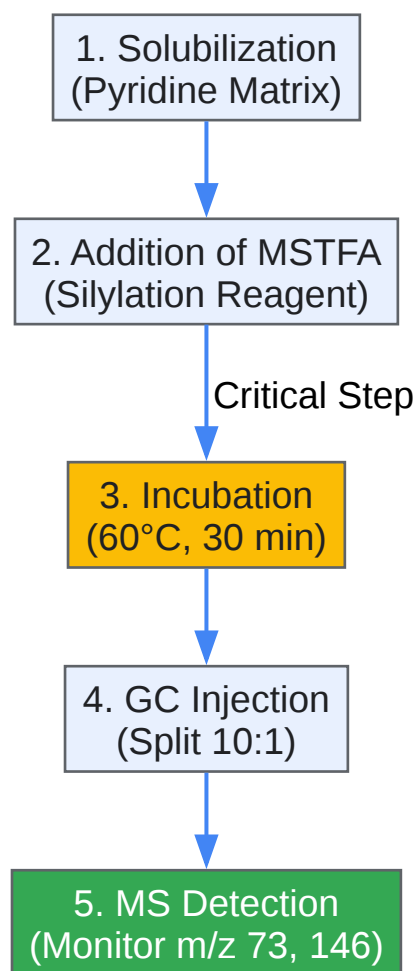 1. Solubilization
(Pyridine Matrix)
2. Addition of MSTFA
(Silylation Reagent)
Critical Step
3. Incubation
(60°C, 30 min)
4. GC Injection
(Split 10:1)
5. MS Detection
(Monitor m/z 73, 146)